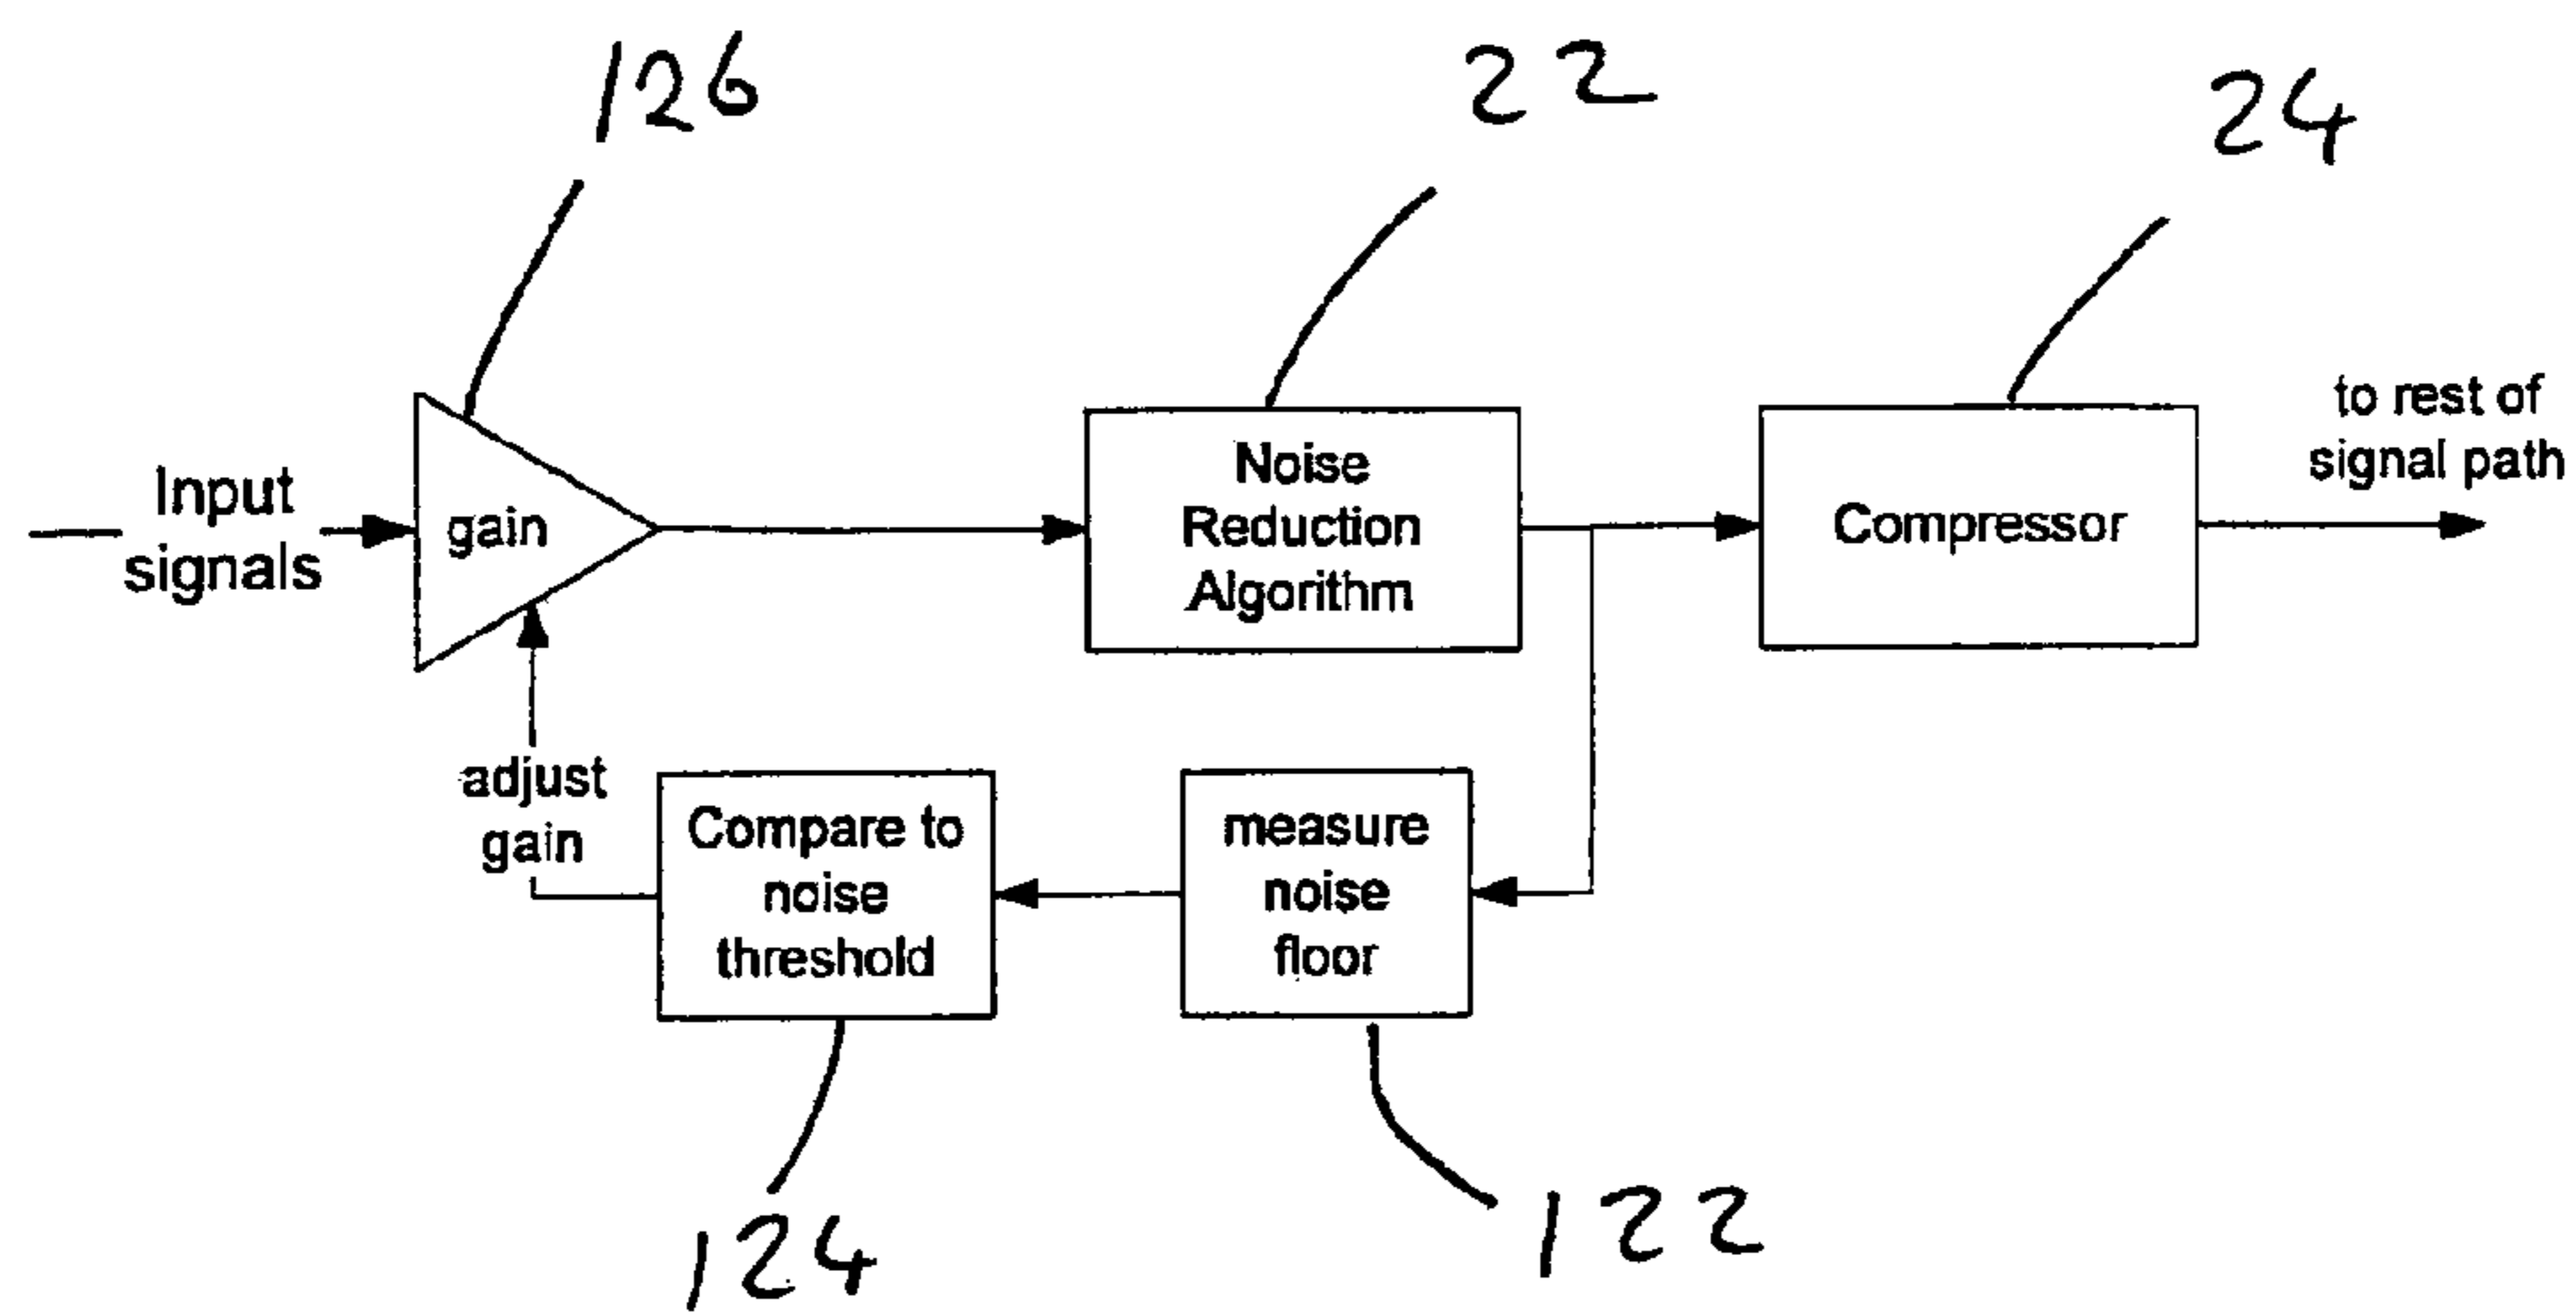 126
22
24
to rest of
signal path
Input
signals
gain
Noise
Reduction
Algorithm
Compressor
adjust
gain
Compare to
noise
threshold
measure
noise
floor
124
122